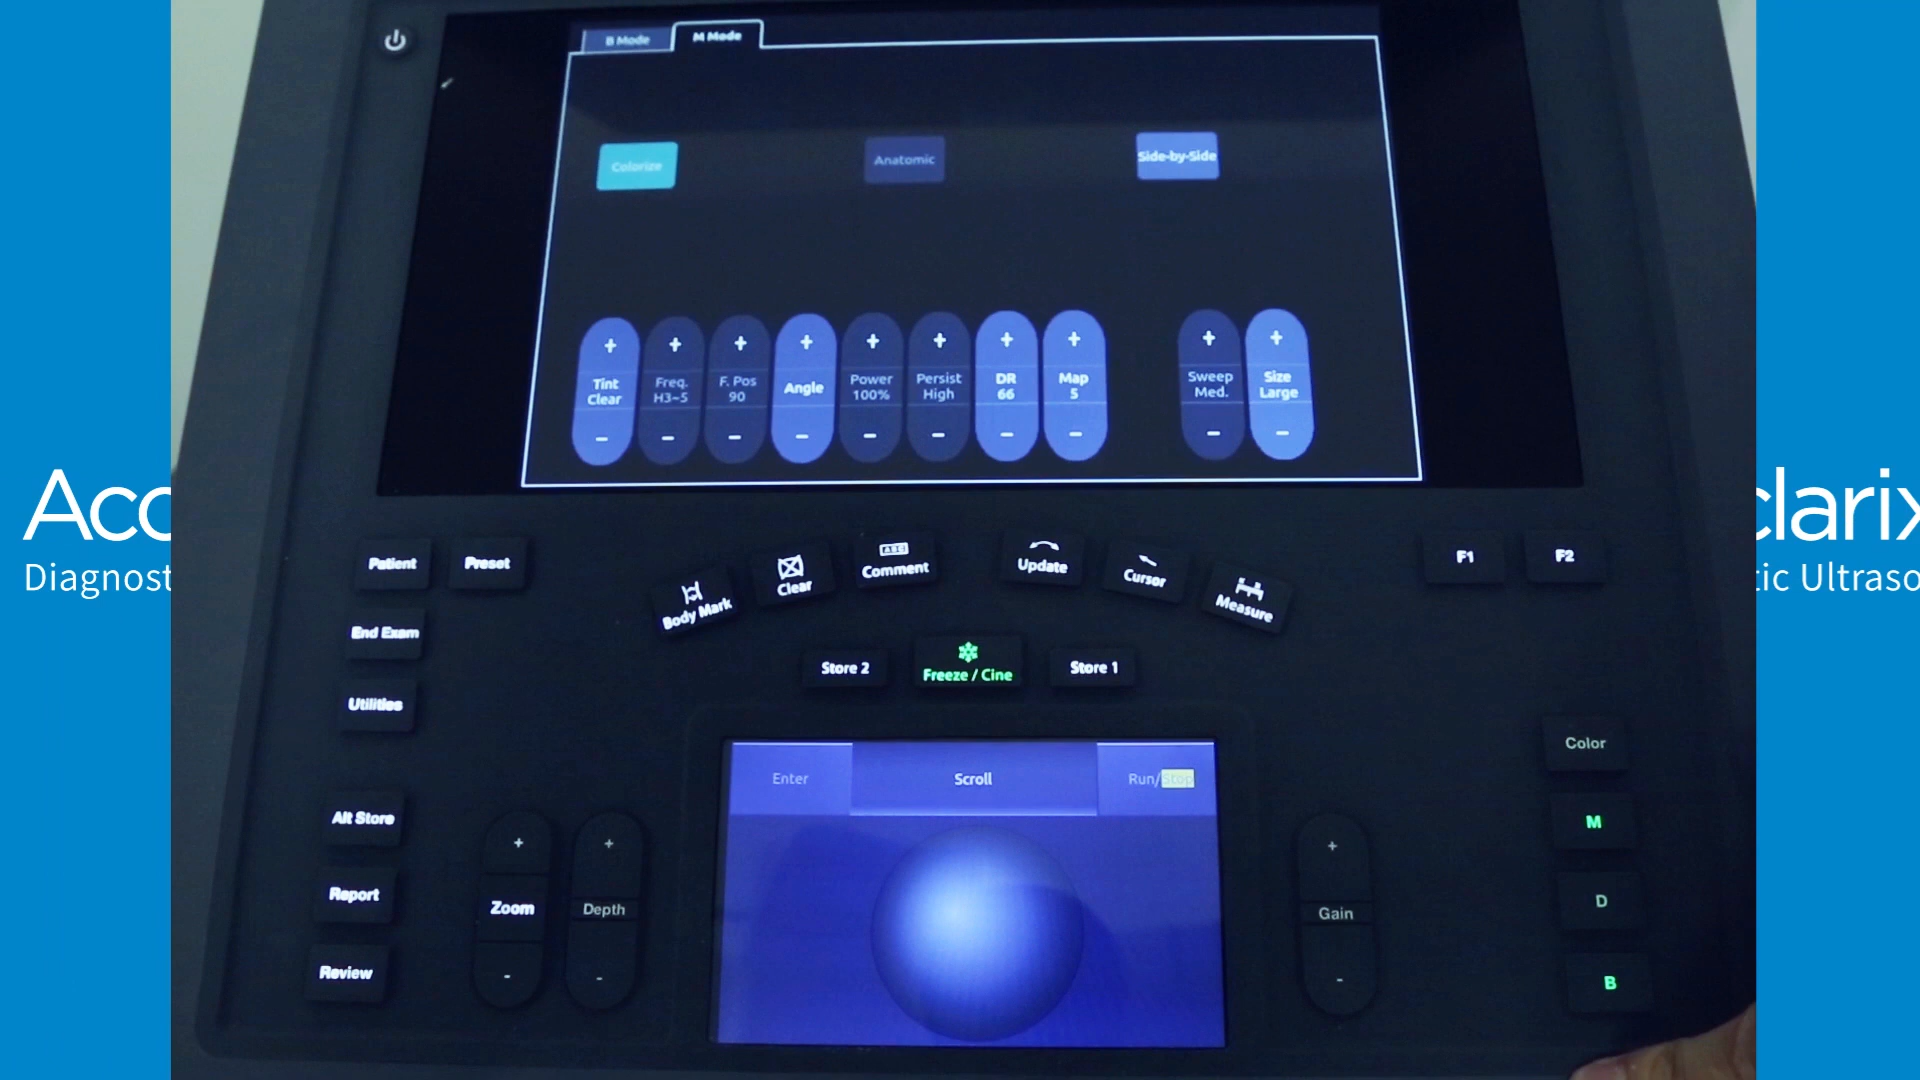 B Mode
M Mode
Colorize
Anatomic
Side-by-Side
+ + + + + + + + + +
Tint
Clear
Freq.
H3~5
F. Pos
90
Angle
Power
100%
Persist
High
DR
66
Map
5
Sweep
Med.
Size
Large
- - - - - - - - - -
Acc
Diagnost
clarix
tic Ultraso
Patient
Preset
Body Mark
Clear
ABC
Comment
Update
Cursor
Measure
F1
F2
End Exam
Utilities
Store 2
Freeze / Cine
Store 1
Enter
Scroll
Run/Stop
Color
M
D
B
Alt Store
Report
Review
+
Zoom
-
+
Depth
-
+
Gain
-